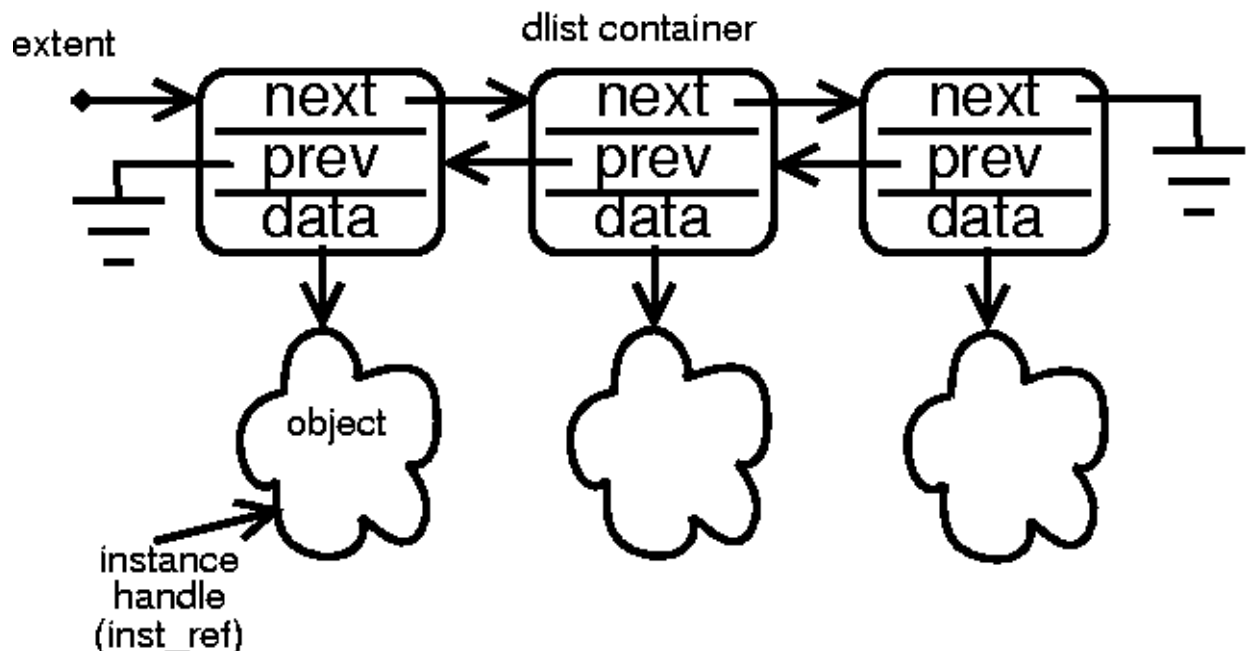 dlist container
extent
next
next
next
prev
prev
prev
data
data
data
object
instance
handle
(inst_ref)